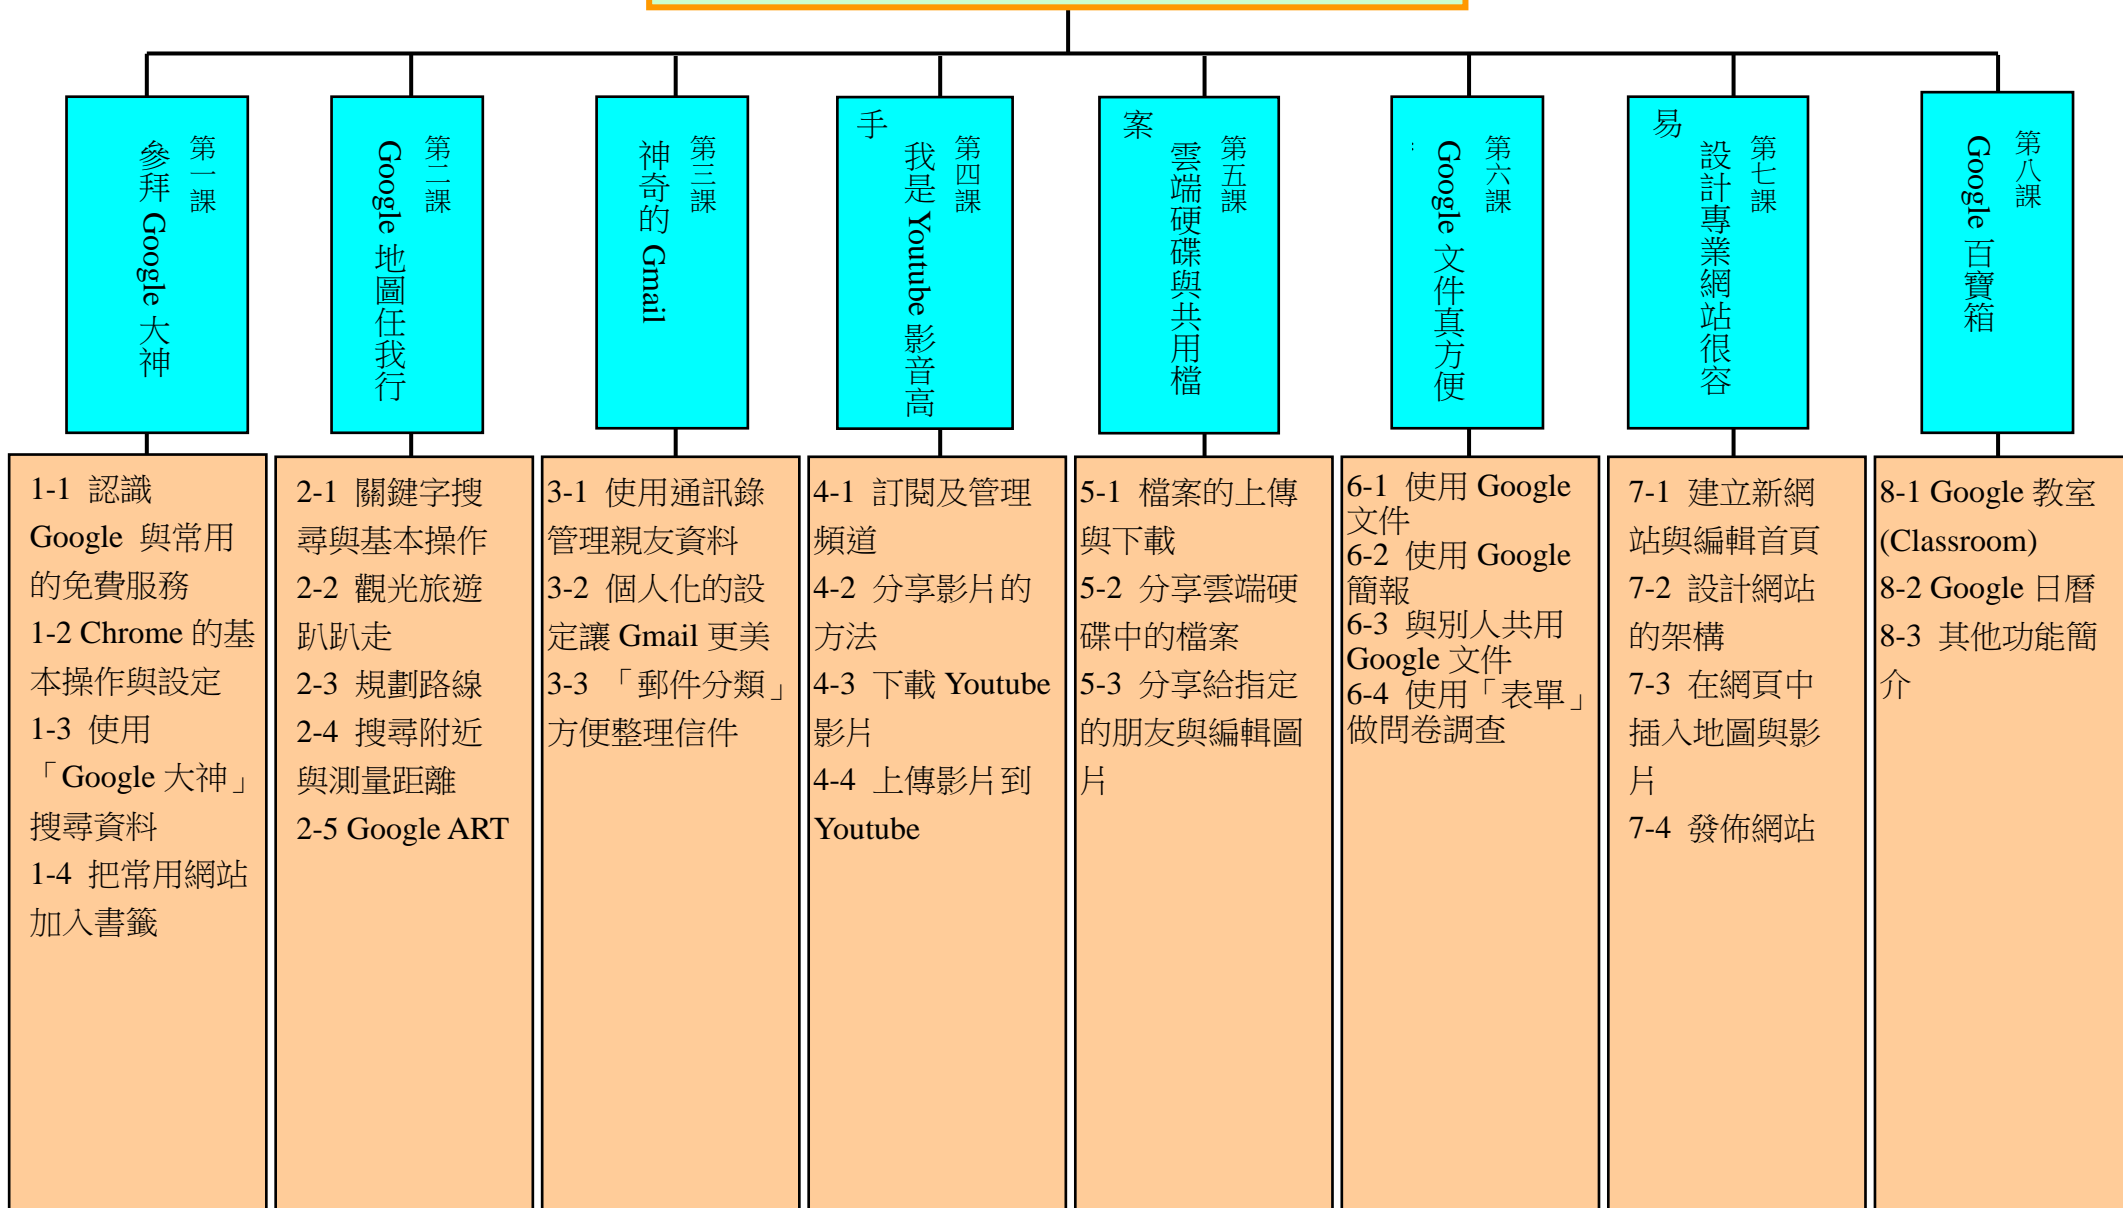 第一課
參拜 Google 大神
第二課
Google 地圖任我行
第三課
神奇的 Gmail
第四課
我是 Youtube 影音高
手
第五課
雲端硬碟與共用檔
案
第六課
Google 文件真方便
第七課
設計專業網站很容
易
第八課
Google 百寶箱
1-1 認識
Google 與常用
的免費服務
1-2 Chrome 的基
本操作與設定
1-3 使用
「Google 大神」
搜尋資料
1-4 把常用網站
加入書籤
2-1 關鍵字搜
尋與基本操作
2-2 觀光旅遊
趴趴走
2-3 規劃路線
2-4 搜尋附近
與測量距離
2-5 Google ART
3-1 使用通訊錄
管理親友資料
3-2 個人化的設
定讓 Gmail 更美
3-3 「郵件分類」
方便整理信件
4-1 訂閱及管理
頻道
4-2 分享影片的
方法
4-3 下載 Youtube
影片
4-4 上傳影片到
Youtube
5-1 檔案的上傳
與下載
5-2 分享雲端硬
碟中的檔案
5-3 分享給指定
的朋友與編輯圖
片
6-1 使用 Google
文件
6-2 使用 Google
簡報
6-3 與別人共用
Google 文件
6-4 使用「表單」
做問卷調查
7-1 建立新網
站與編輯首頁
7-2 設計網站
的架構
7-3 在網頁中
插入地圖與影
片
7-4 發佈網站
8-1 Google 教室
(Classroom)
8-2 Google 日曆
8-3 其他功能簡
介